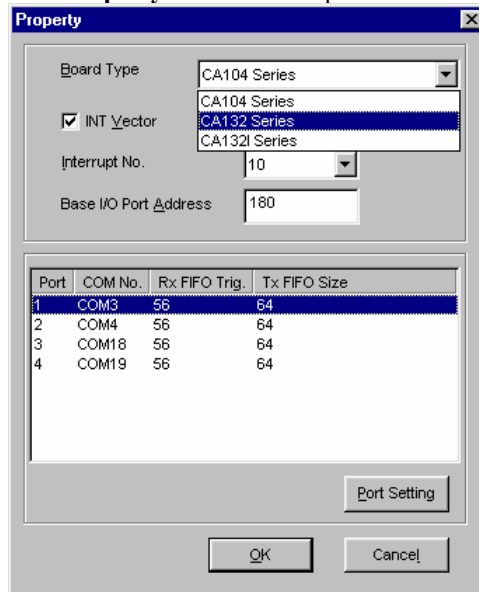 Property
Board Type
CA104 Series
CA104 Series
INT Vector
CA132 Series
CA132I Series
Interrupt No.
10
Base I/O Port Address
180
Port COM No. Rx FIFO Trig. Tx FIFO Size
1 COM3 56 64
2 COM4 56 64
3 COM18 56 64
4 COM19 56 64
Port Setting
OK Cancel